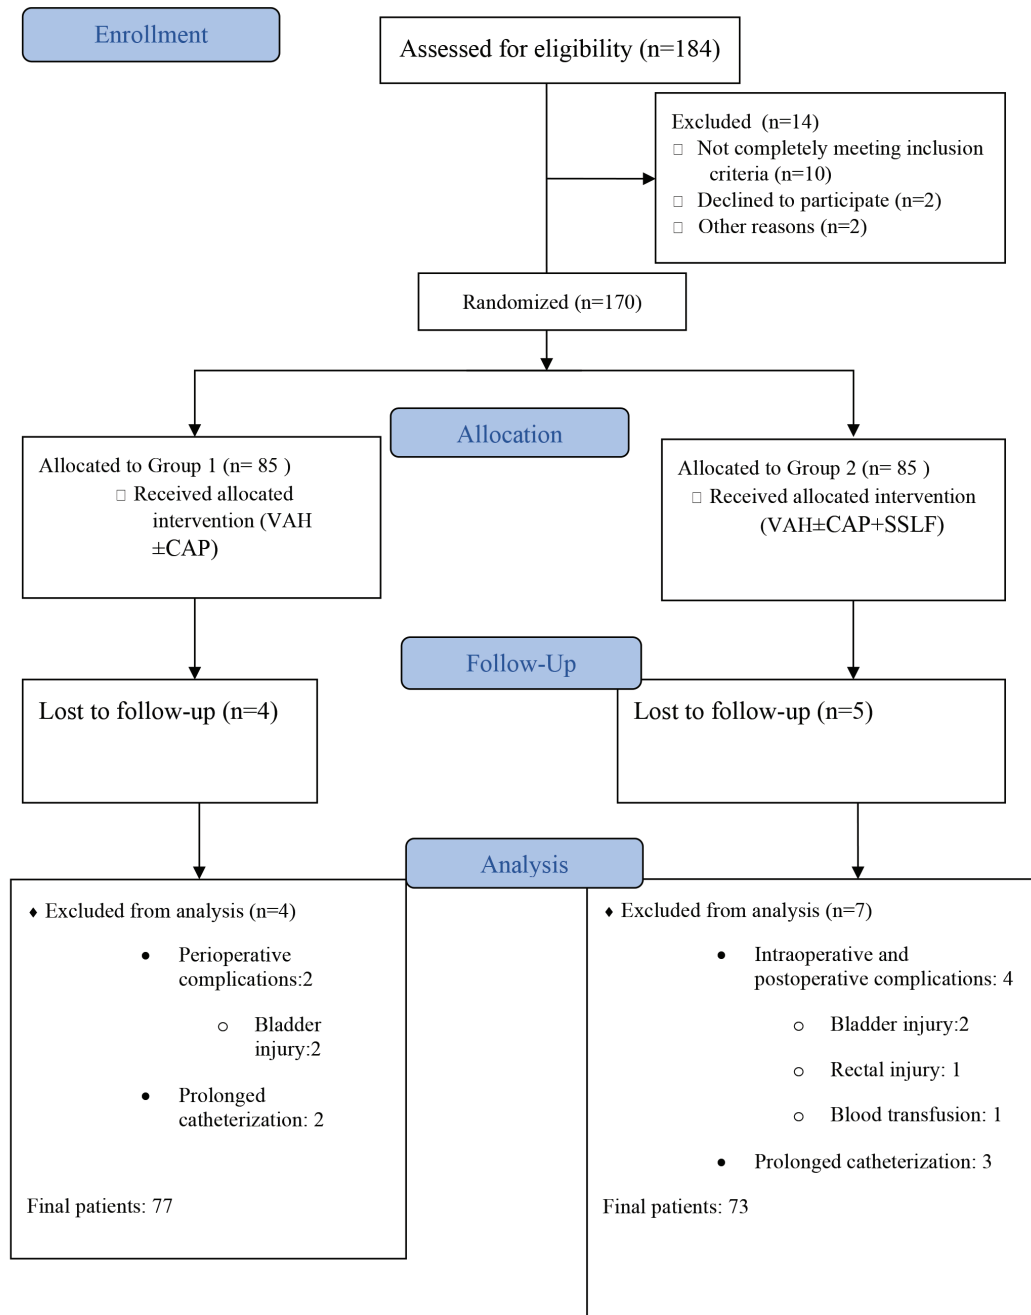 Enrollment
Assessed for eligibility (n=184)
Excluded (n=14)
□ Not completely meeting inclusion
criteria (n=10)
□ Declined to participate (n=2)
□ Other reasons (n=2)
Randomized (n=170)
Allocation
Allocated to Group 1 (n= 85 )
□ Received allocated
intervention (VAH
±CAP)
Allocated to Group 2 (n= 85 )
□ Received allocated intervention
(VAH±CAP+SSLF)
Follow-Up
Lost to follow-up (n=4)
Lost to follow-up (n=5)
Analysis
♦ Excluded from analysis (n=4)
• Perioperative
complications:2
o Bladder
injury:2
• Prolonged
catheterization: 2
Final patients: 77
♦ Excluded from analysis (n=7)
• Intraoperative and
postoperative complications: 4
o Bladder injury:2
o Rectal injury: 1
o Blood transfusion: 1
• Prolonged catheterization: 3
Final patients: 73